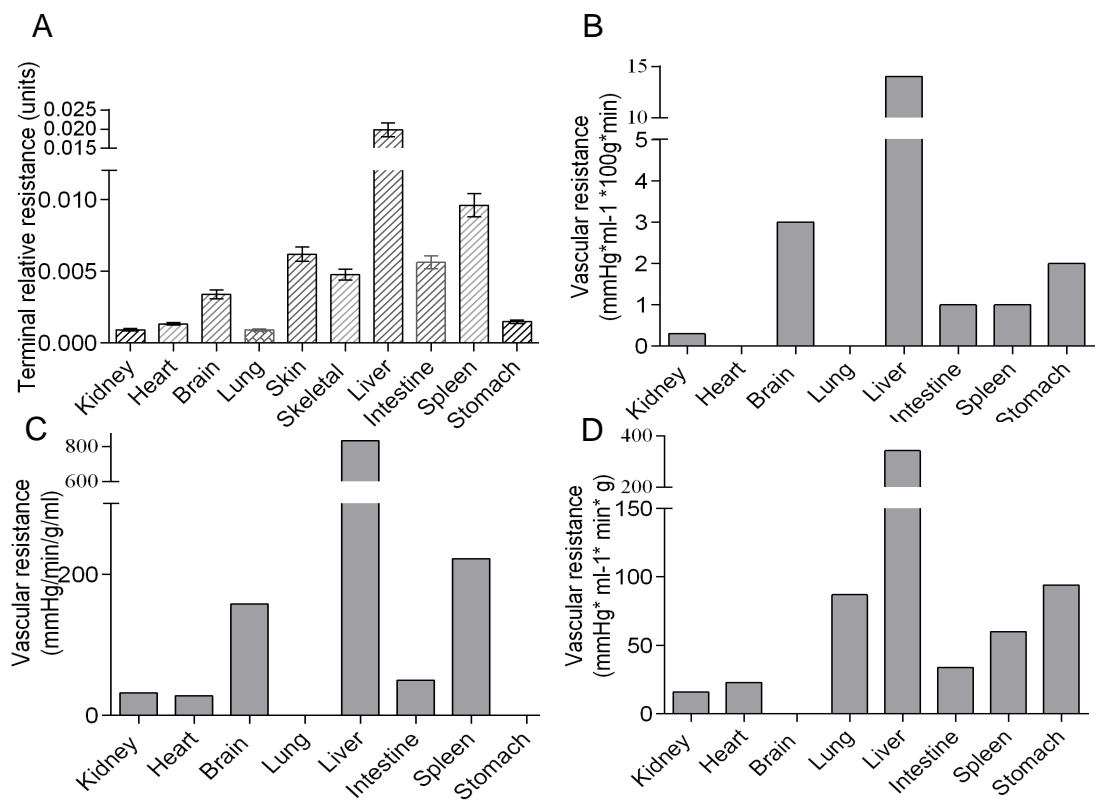 A
Terminal relative resistance (units)
0.025
0.020
0.015
0.010
0.005
0.000
Kidney
Heart
Brain
Lung
Skin
Skeletal
Liver
Intestine
Spleen
Stomach
B
Vascular resistance
(mmHg*ml-1 *100g*min)
15
10
5
4
3
2
1
0
Kidney
Heart
Brain
Lung
Liver
Intestine
Spleen
Stomach
C
Vascular resistance
(mmHg/min/g/ml)
800
600
200
0
Kidney
Heart
Brain
Lung
Liver
Intestine
Spleen
Stomach
D
Vascular resistance
(mmHg* ml-1* min* g)
400
200
150
100
50
0
Kidney
Heart
Brain
Lung
Liver
Intestine
Spleen
Stomach